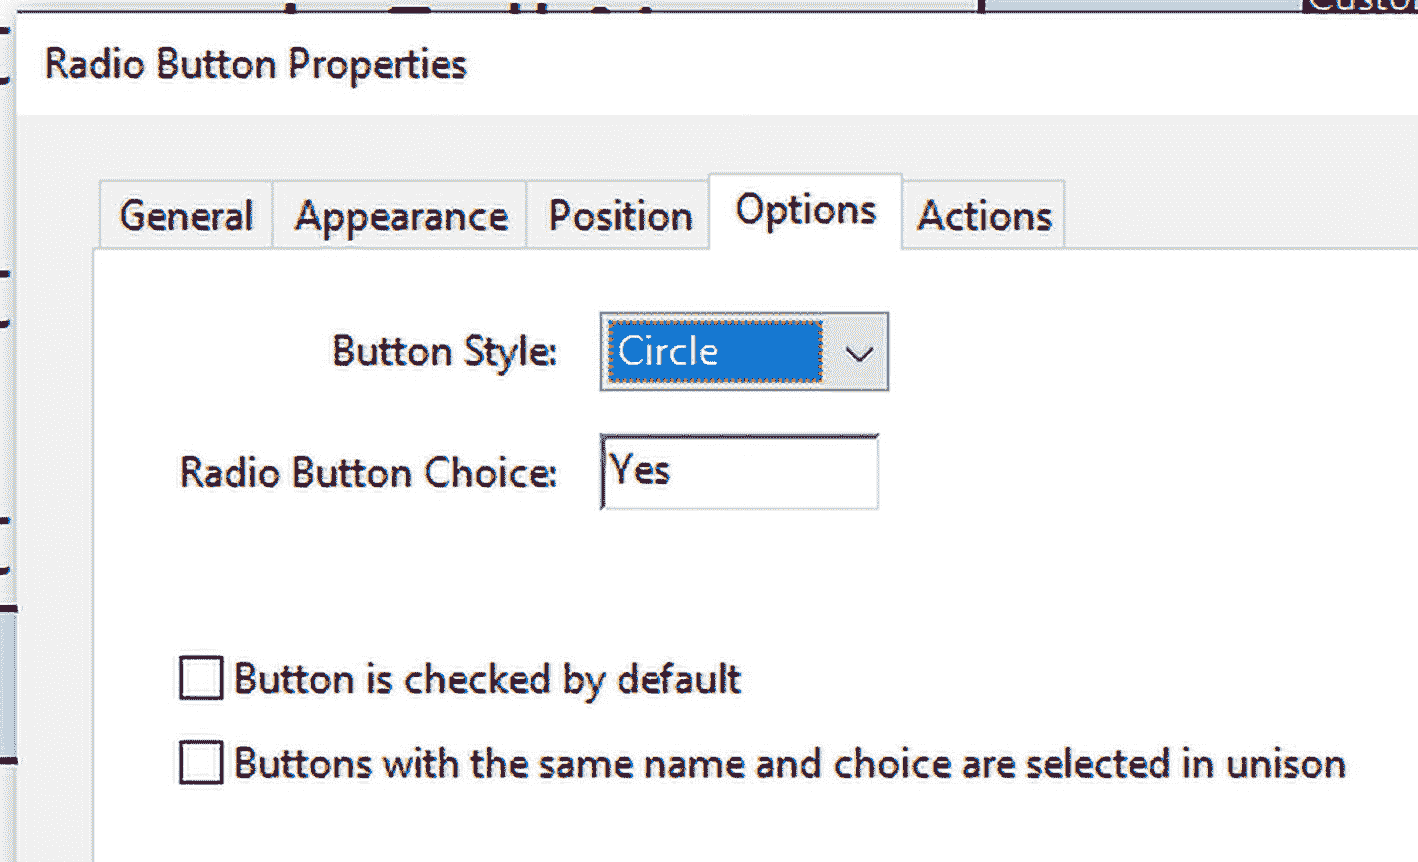 Radio Button Properties
General Appearance Position Options Actions
Button Style: Circle
Radio Button Choice: Yes
Button is checked by default
Buttons with the same name and choice are selected in unison